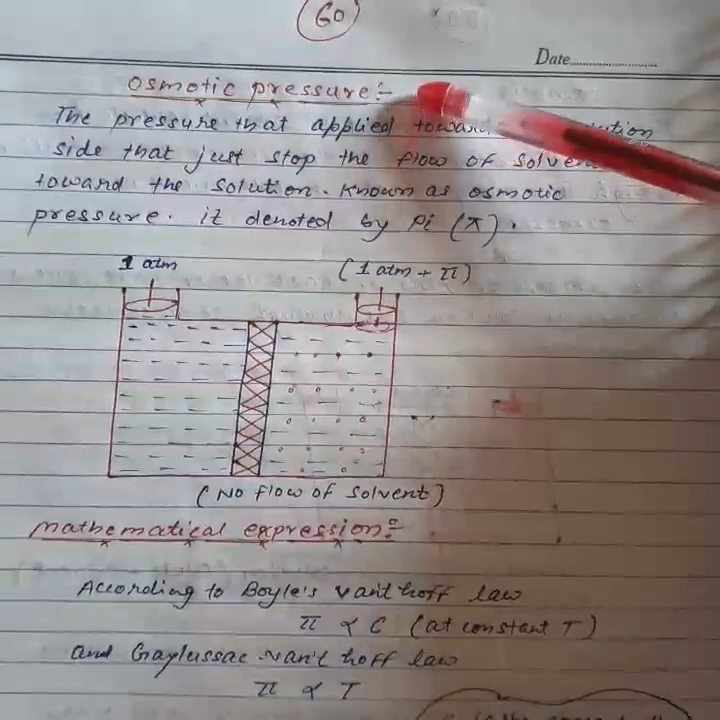 60
Date
Osmotic pressure:-
The pressure that applied
side that just stop the flow of
toward the solution. Known as osmotic
pressure. it denoted by Pi (π).
1 atm (1 atm + π)
(No flow of solvent)
Mathematical expression:
According to Boyle's van't hoff law
π ∝ C (at constant T)
and Gaylussac van't hoff law
π ∝ T